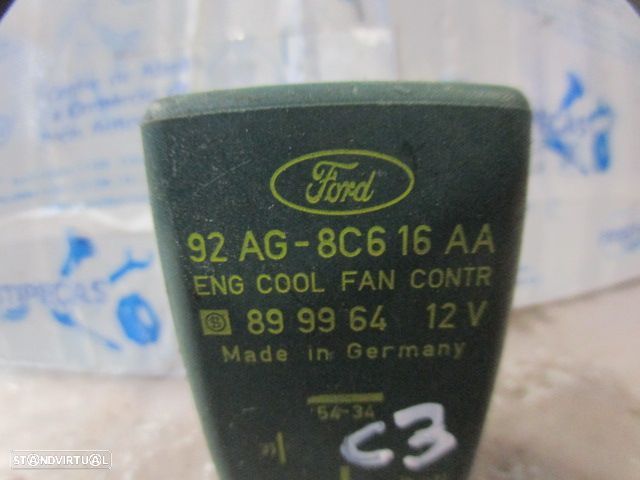 Ford
92 AG-8C6 16 AA
ENG COOL FAN CONTR
89 99 64 12 V
Made in Germany
54-34
C3
STANDVIRTUAL